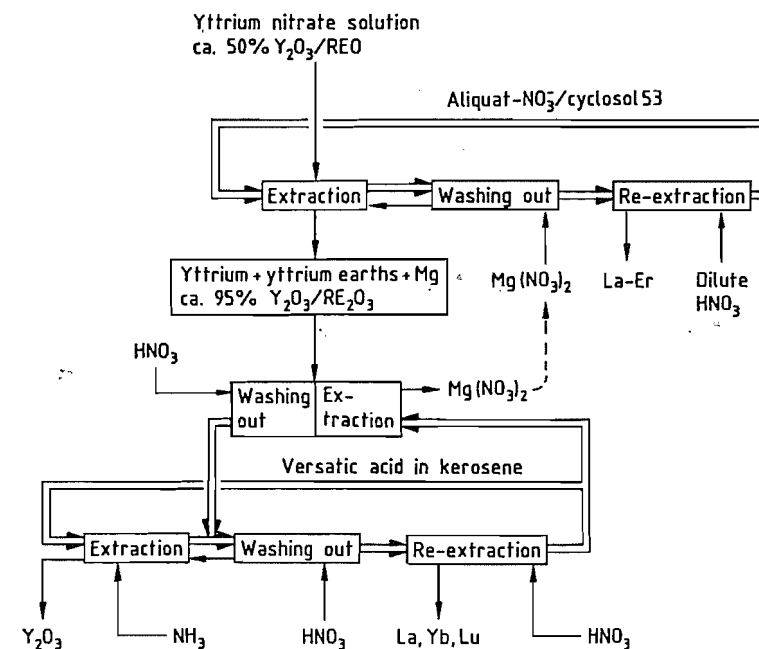 Yttrium nitrate solution
ca. 50% Y₂O₃/REO
Aliquat-NO₃⁻/cyclosol 53
Extraction
Washing out
Re-extraction
Yttrium + yttrium earths + Mg
ca. 95% Y₂O₃/RE₂O₃
Mg(NO₃)₂
La-Er
Dilute
HNO₃
HNO₃
Washing
out
Ex-
traction
Mg(NO₃)₂
Versatic acid in kerosene
Extraction
Washing out
Re-extraction
Y₂O₃
NH₃
HNO₃
La, Yb, Lu
HNO₃